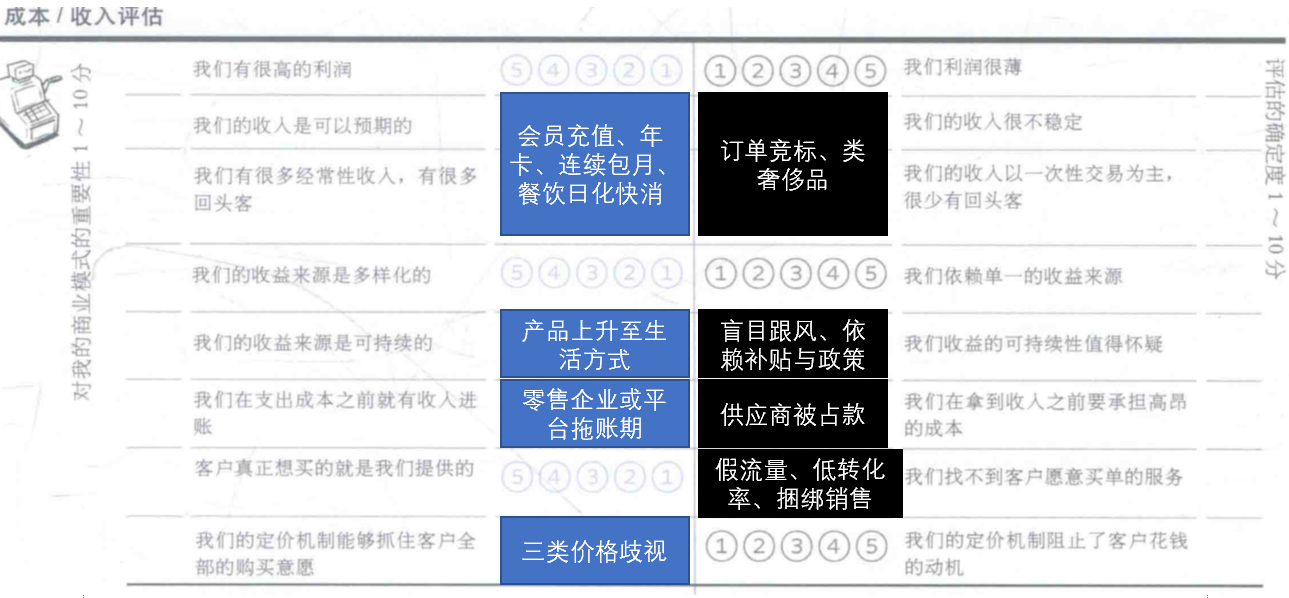 成本 / 收入评估
对我的商业模式的重要性 1～10 分
评估的确定度 1～10 分
我们有很高的利润
⑤④③②①
①②③④⑤
我们利润很薄
我们的收入是可以预期的
会员充值、年
卡、连续包月、
餐饮日化快消
订单竞标、类
奢侈品
我们的收入很不稳定
我们有很多经常性收入，有很多
回头客
我们的收入以一次性交易为主，
很少有回头客
我们的收益来源是多样化的
⑤④③②①
①②③④⑤
我们依赖单一的收益来源
我们的收益来源是可持续的
产品上升至生
活方式
盲目跟风、依
赖补贴与政策
我们收益的可持续性值得怀疑
我们在支出成本之前就有收入进
账
零售企业或平
台拖账期
供应商被占款
我们在拿到收入之前要承担高昂
的成本
客户真正想买的就是我们提供的
⑤④③②①
假流量、低转化
率、捆绑销售
我们找不到客户愿意买单的服务
我们的定价机制能够抓住客户全
部的购买意愿
三类价格歧视
①②③④⑤
我们的定价机制阻止了客户花钱
的动机